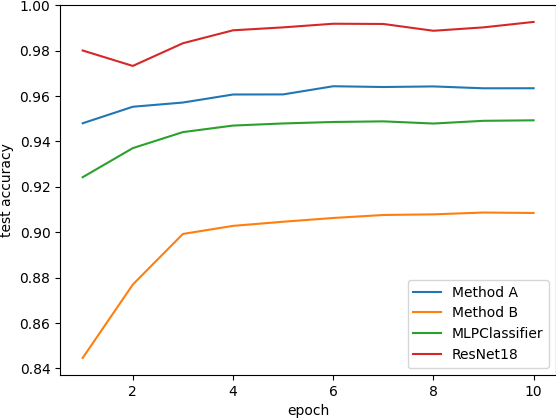 1.00
0.98
0.96
0.94
0.92
0.90
0.88
0.86
0.84
test accuracy
2
4
6
8
10
epoch
Method A
Method B
MLPClassifier
ResNet18